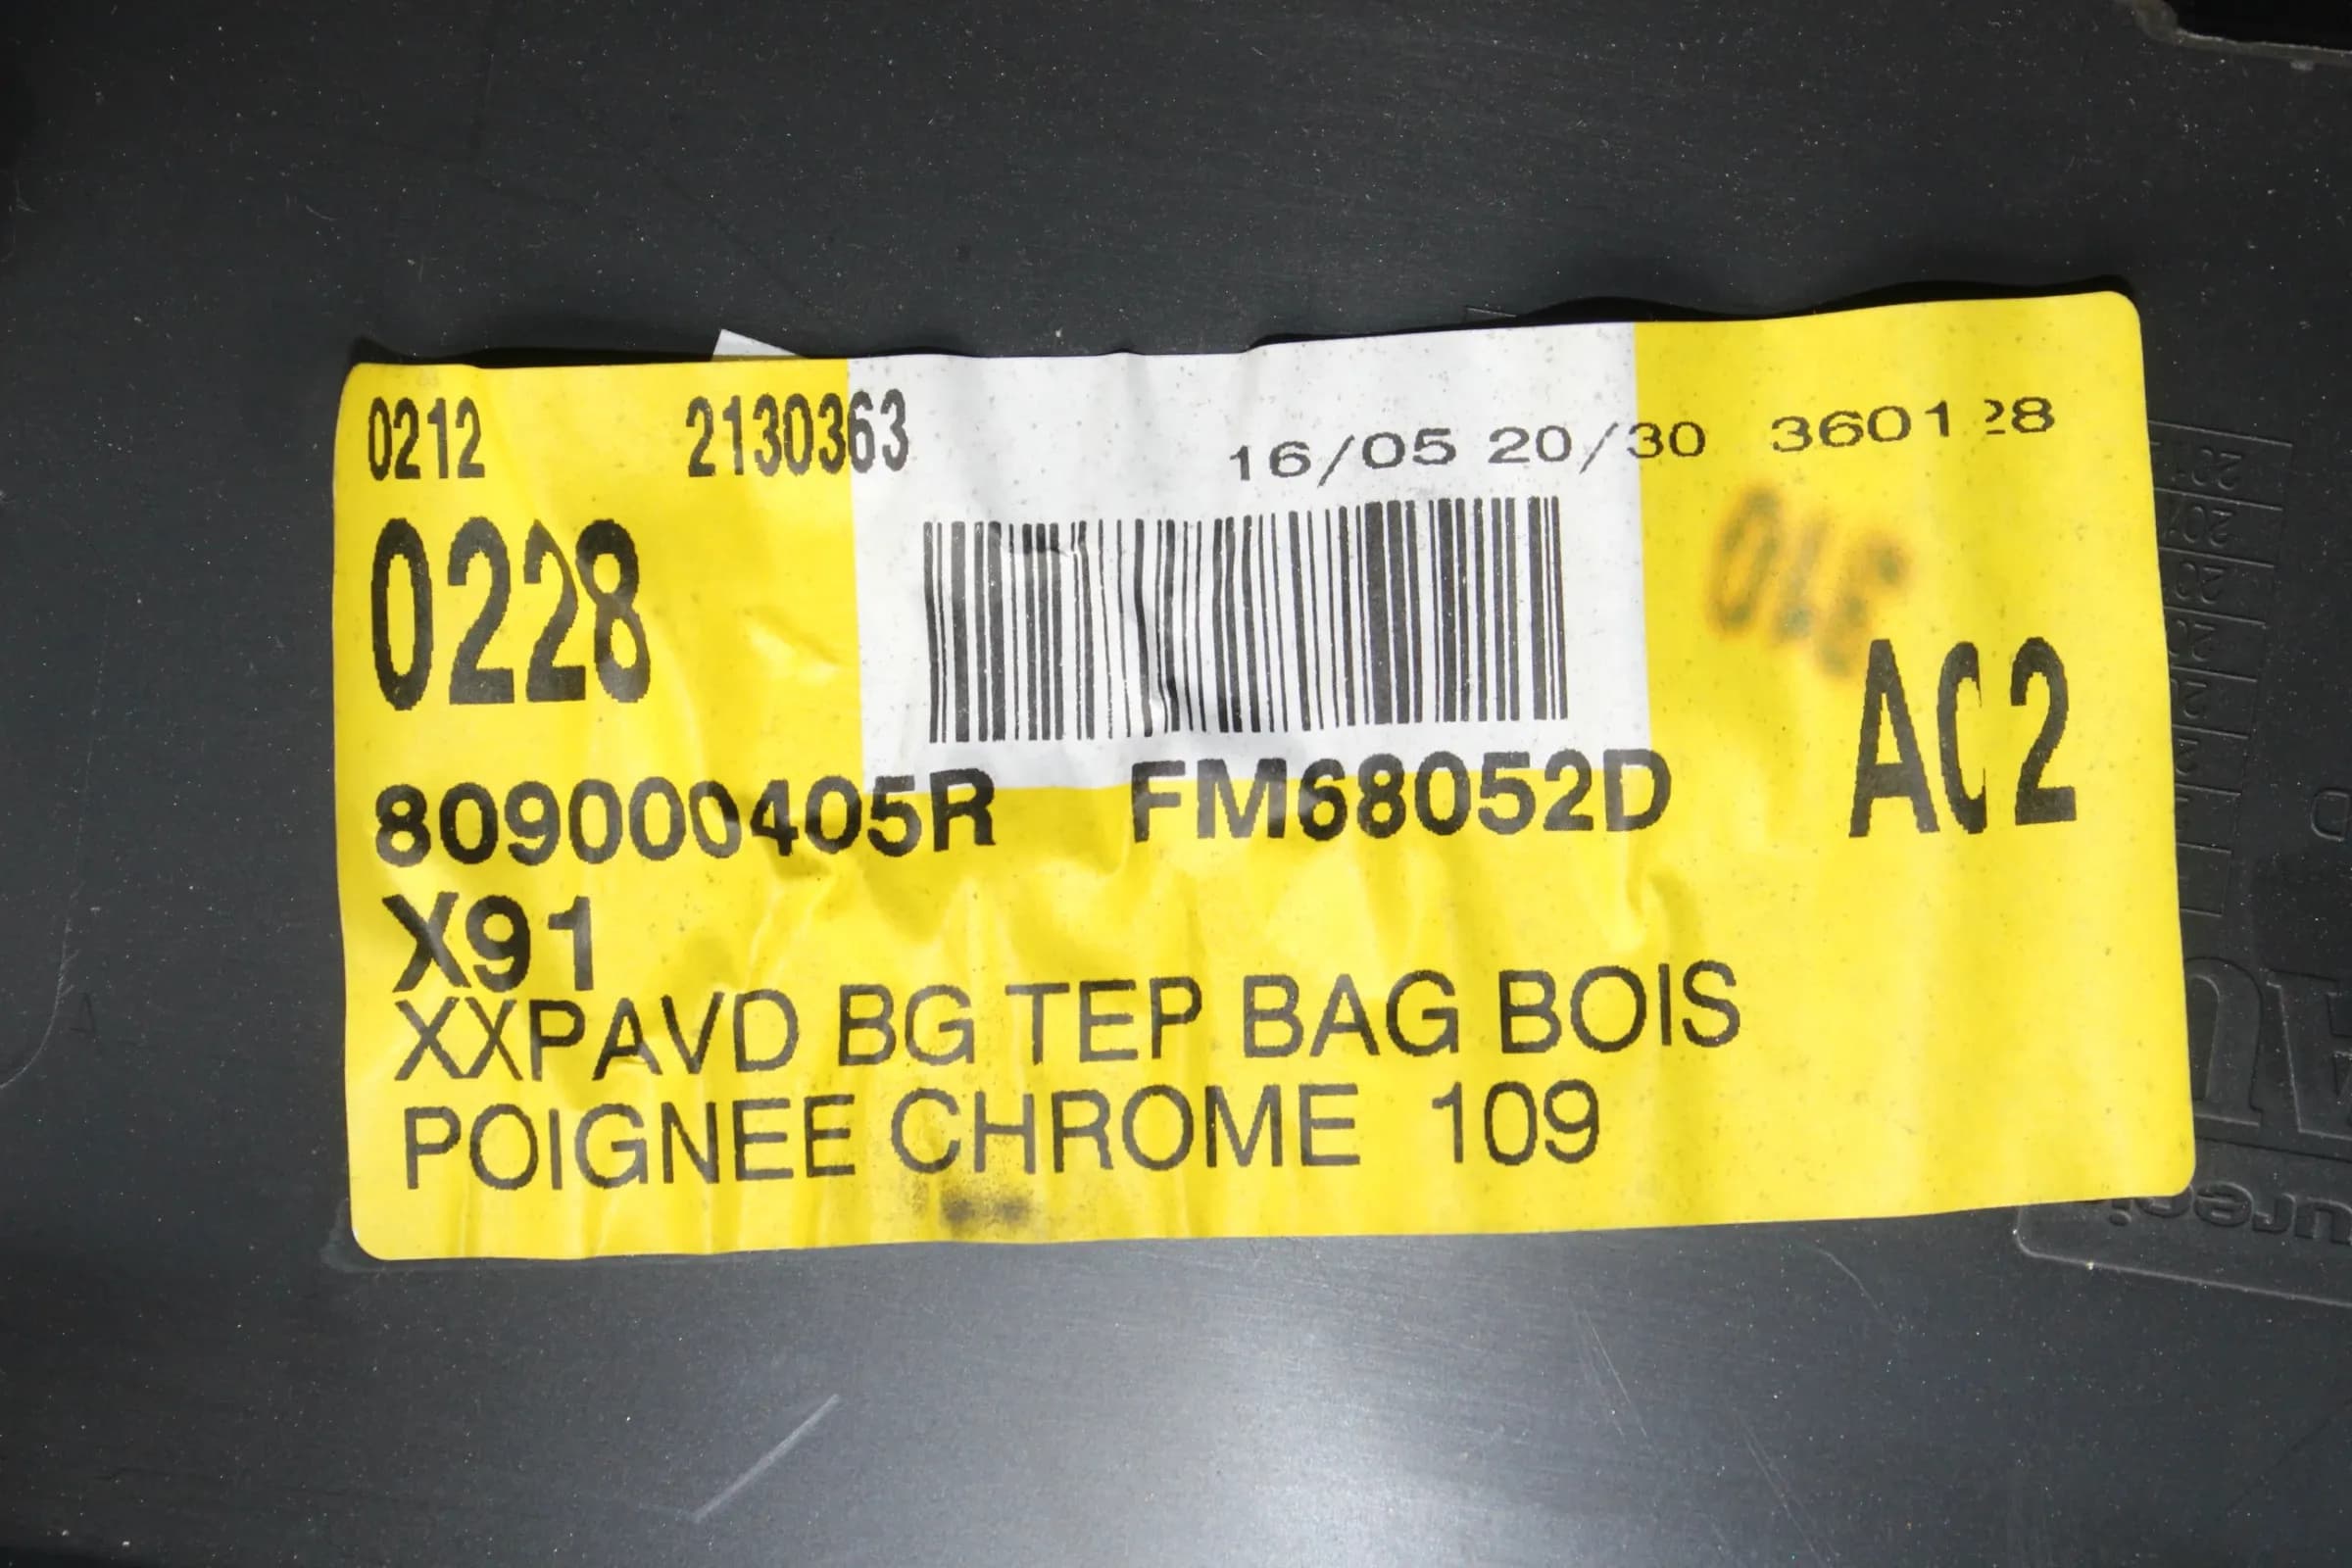 0212 2130363 16/05 20/30 360128
0228
AC2
809000405R FM68052D
X91
XXPAVD BG TEP BAG BOIS
POIGNEE CHROME 109